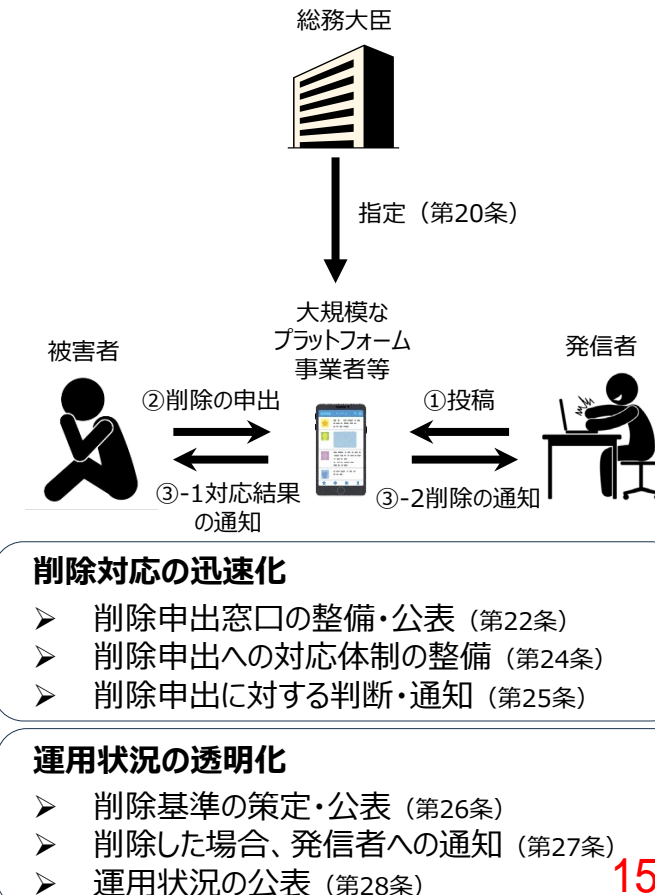 総務大臣
指定（第20条）
大規模な
プラットフォーム
事業者等
被害者
発信者
②削除の申出
①投稿
③-1対応結果
の通知
③-2削除の通知
削除対応の迅速化
➢ 削除申出窓口の整備・公表（第22条）
➢ 削除申出への対応体制の整備（第24条）
➢ 削除申出に対する判断・通知（第25条）
運用状況の透明化
➢ 削除基準の策定・公表（第26条）
➢ 削除した場合、発信者への通知（第27条）
➢ 運用状況の公表（第28条）
15